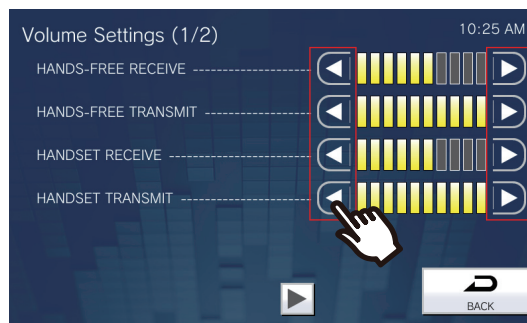 Volume Settings (1/2)
10:25 AM
HANDS-FREE RECEIVE
HANDS-FREE TRANSMIT
HANDSET RECEIVE
HANDSET TRANSMIT
BACK